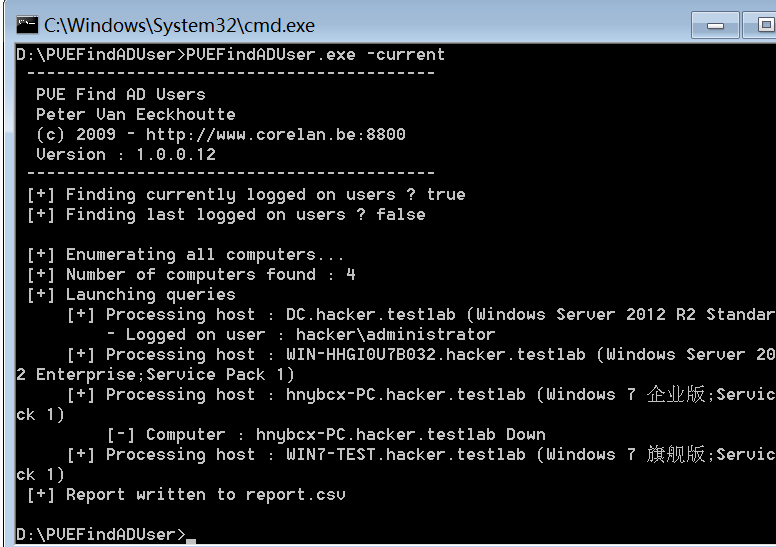 C:\Windows\System32\cmd.exe
D:\PVEFindADUser>PVEFindADUser.exe -current
-----------------------------------------
PVE Find AD Users
Peter Van Eeckhoutte
(c) 2009 - http://www.corelan.be:8800
Version : 1.0.0.12
-----------------------------------------
[+] Finding currently logged on users ? true
[+] Finding last logged on users ? false
[+] Enumerating all computers...
[+] Number of computers found : 4
[+] Launching queries
[+] Processing host : DC.hacker.testlab (Windows Server 2012 R2 Standar
- Logged on user : hacker\administrator
[+] Processing host : WIN-HHGI0U7B032.hacker.testlab (Windows Server 20
2 Enterprise;Service Pack 1)
[+] Processing host : hnybcx-PC.hacker.testlab (Windows 7 企业版;Servic
ck 1)
[-] Computer : hnybcx-PC.hacker.testlab Down
[+] Processing host : WIN7-TEST.hacker.testlab (Windows 7 旗舰版;Servic
ck 1)
[+] Report written to report.csv
D:\PVEFindADUser>_